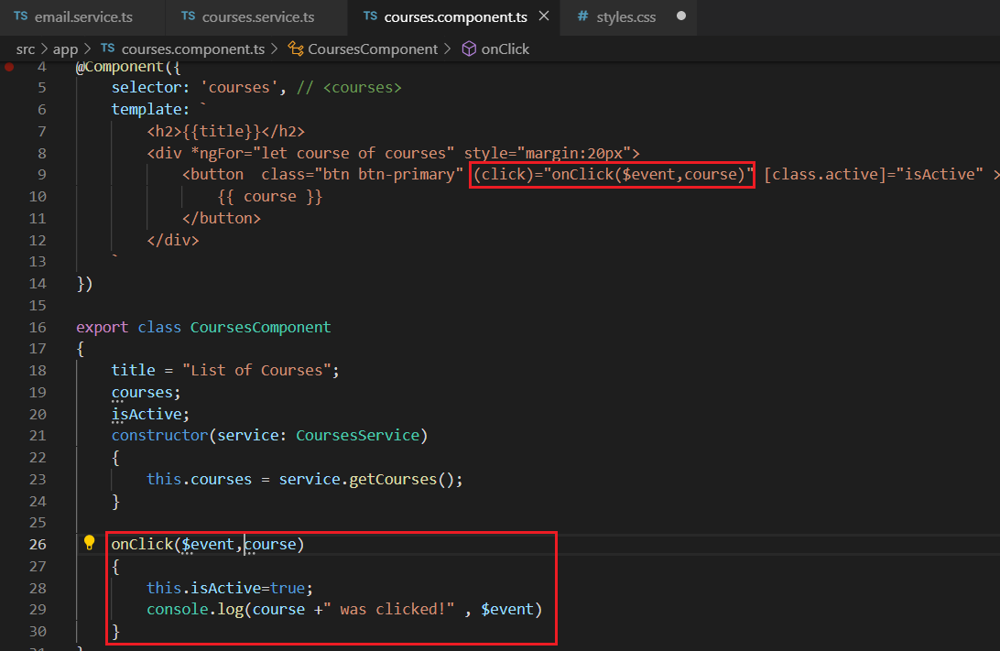 TS email.service.ts TS courses.service.ts TS courses.component.ts × # styles.css ●
src > app > TS courses.component.ts > CoursesComponent > onClick
4 @Component({
5 selector: 'courses', // <courses>
6 template: `
7 <h2>{{title}}</h2>
8 <div *ngFor="let course of courses" style="margin:20px">
9 <button  class="btn btn-primary" (click)="onClick($event,course)" [class.active]="isActive" >
10 {{ course }}
11 </button>
12 </div>
13 `
14 })
15
16 export class CoursesComponent
17 {
18 title = "List of Courses";
19 courses;
20 isActive;
21 constructor(service: CoursesService)
22 {
23 this.courses = service.getCourses();
24 }
25
26 onClick($event,course)
27 {
28 this.isActive=true;
29 console.log(course +" was clicked!" , $event)
30 }
31 }